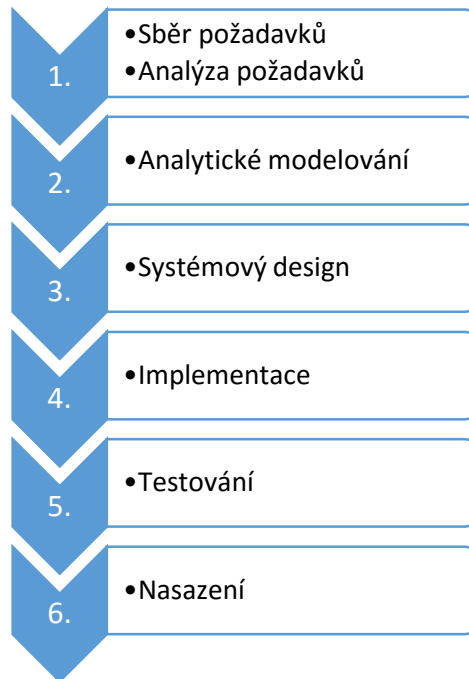 1.
•Sběr požadavků
•Analýza požadavků
2.
•Analytické modelování
3.
•Systémový design
4.
•Implementace
5.
•Testování
6.
•Nasazení